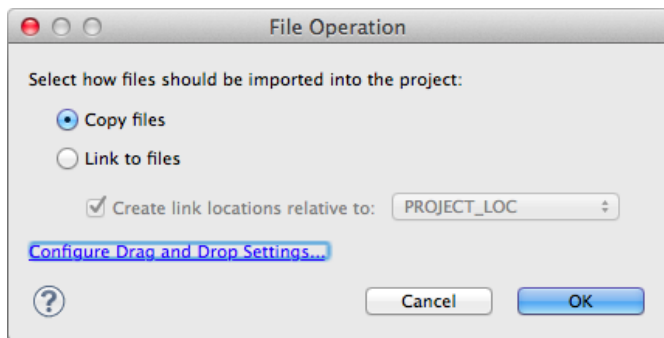 File Operation
Select how files should be imported into the project:
Copy files
Link to files
Create link locations relative to: PROJECT_LOC
Configure Drag and Drop Settings...
? Cancel OK